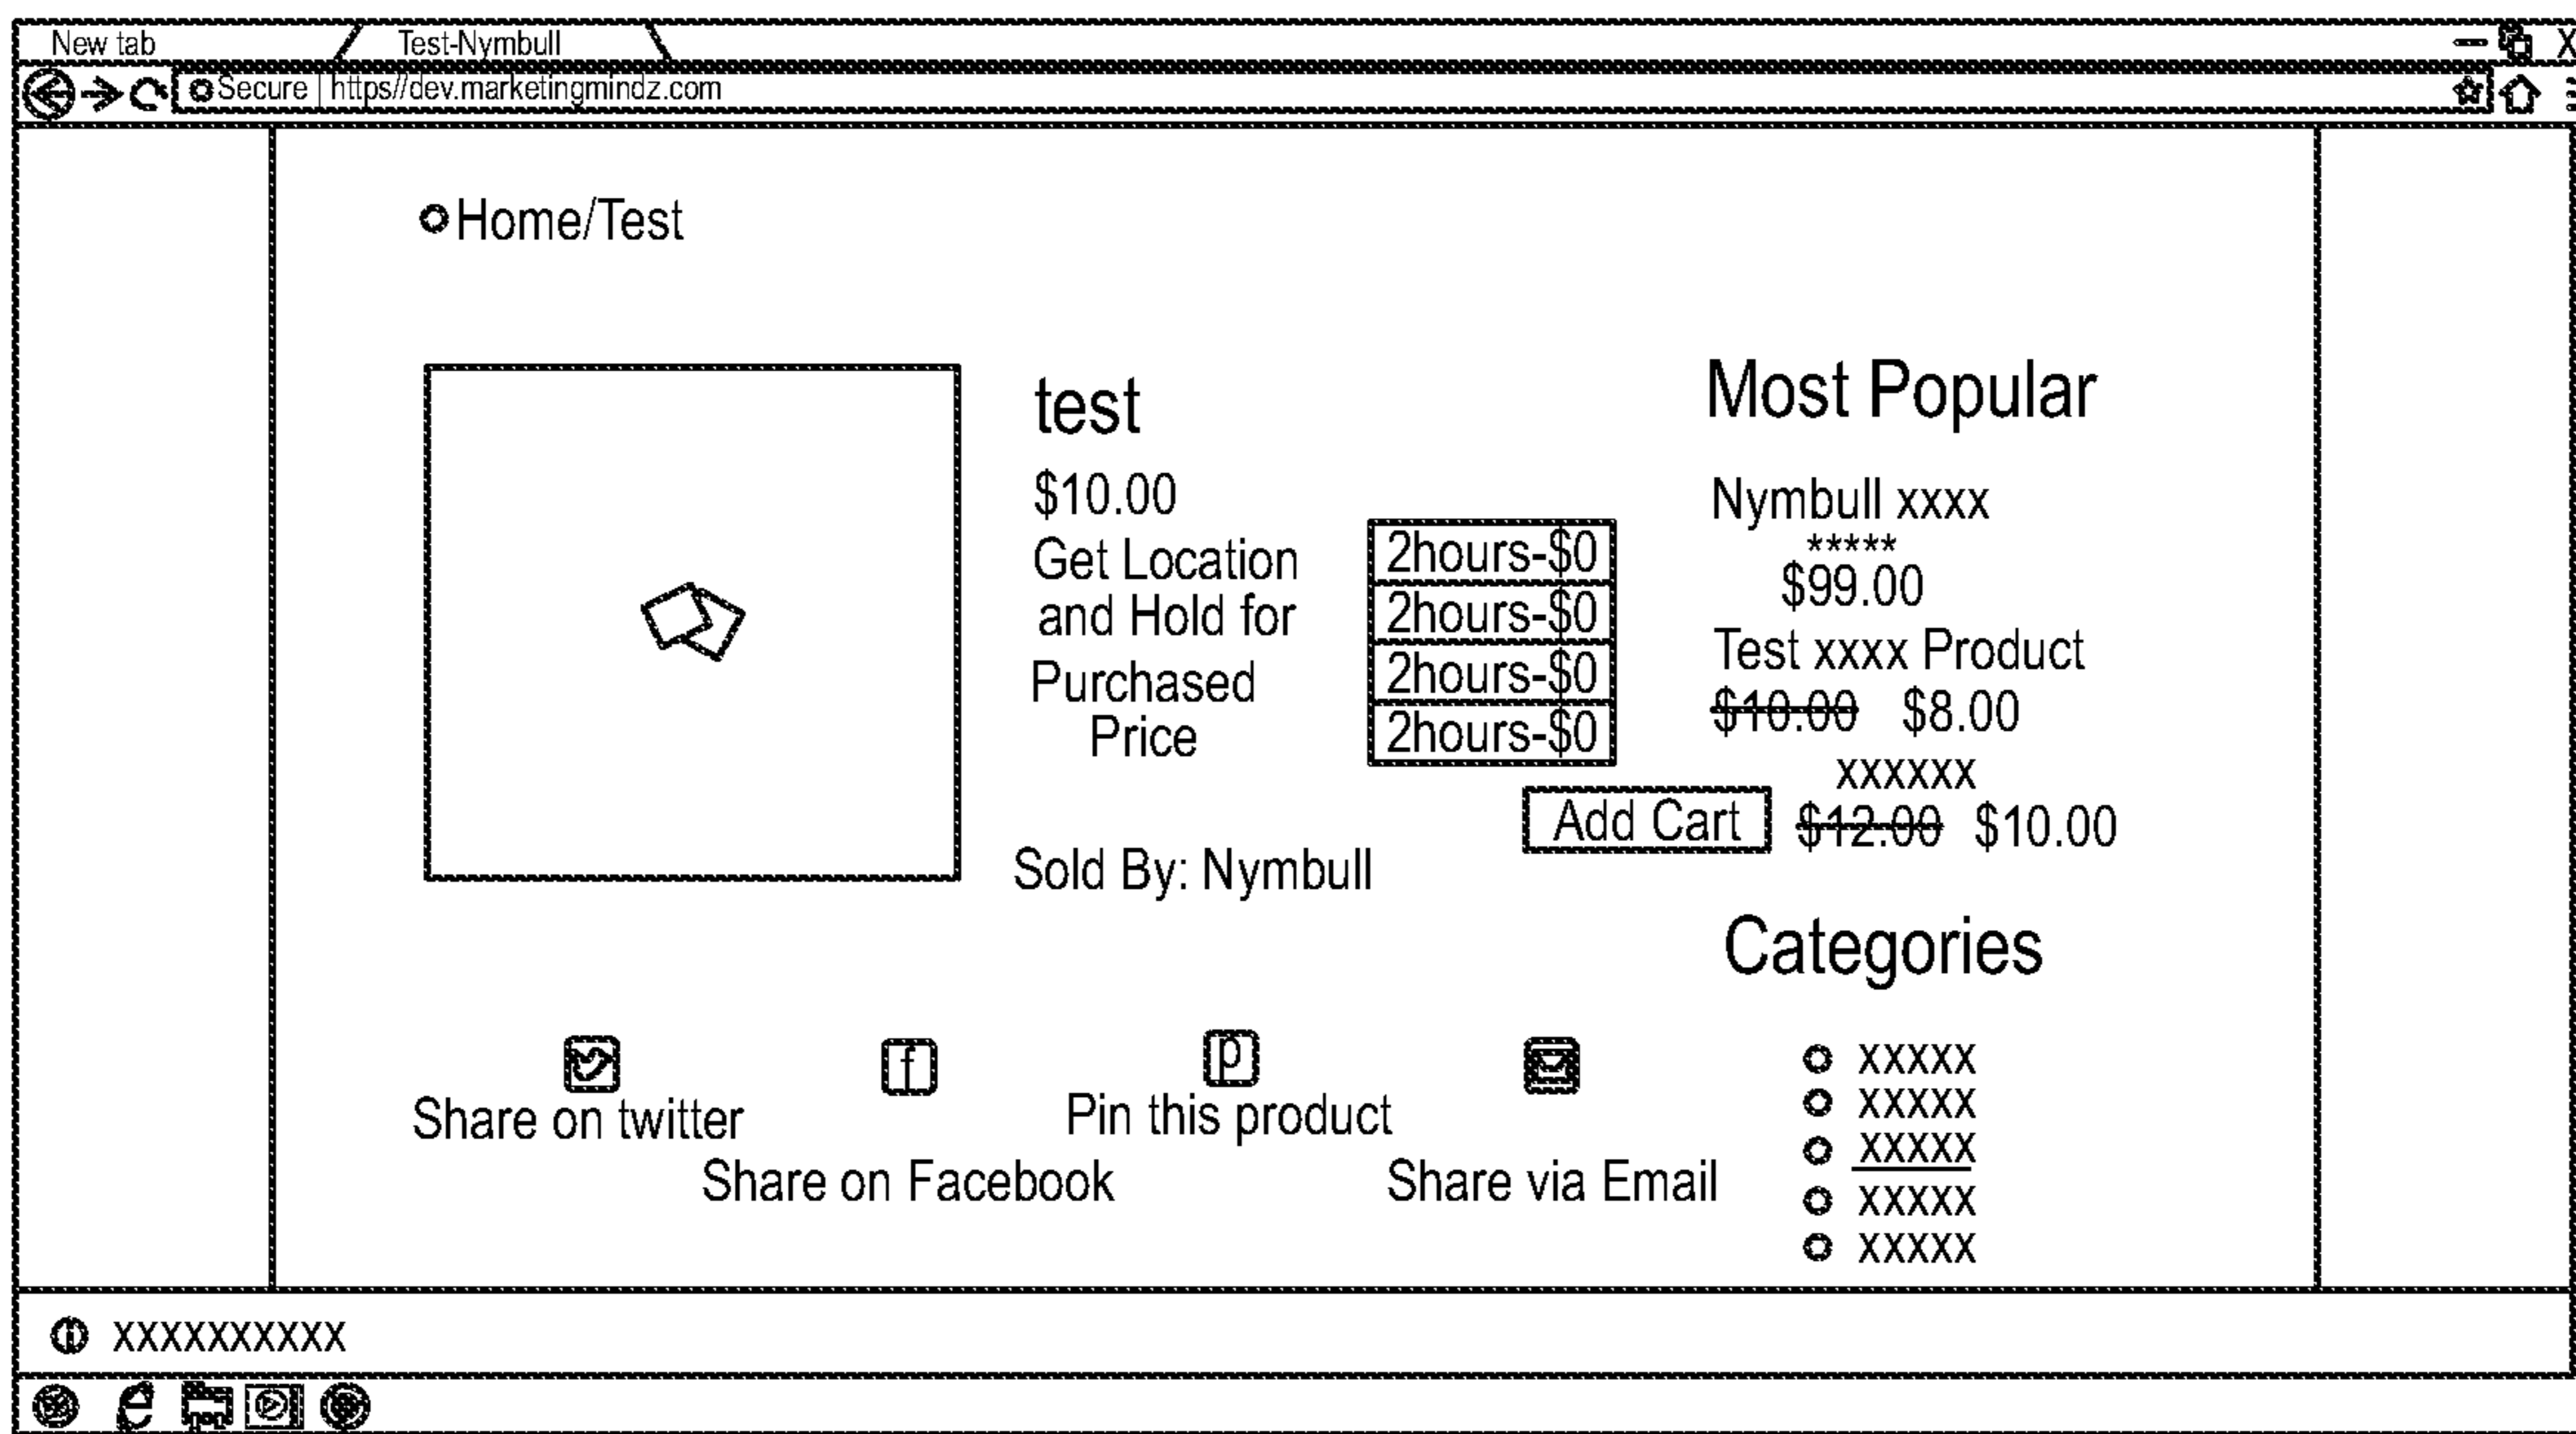 New tab
Test-Nymbull
X
Secure | https//dev.marketingmindz.com
Home/Test
test
$10.00
Get Location
and Hold for
Purchased
Price
2hours-$0
2hours-$0
2hours-$0
2hours-$0
Add Cart
Sold By: Nymbull
Most Popular
Nymbull xxxx
*****
$99.00
Test xxxx Product
$10.00 $8.00
xxxxxx
$12.00 $10.00
Categories
xxxxx
xxxxx
xxxxx
xxxxx
xxxxx
f
p
Share on twitter
Share on Facebook
Pin this product
Share via Email
xxxxxxxxxx